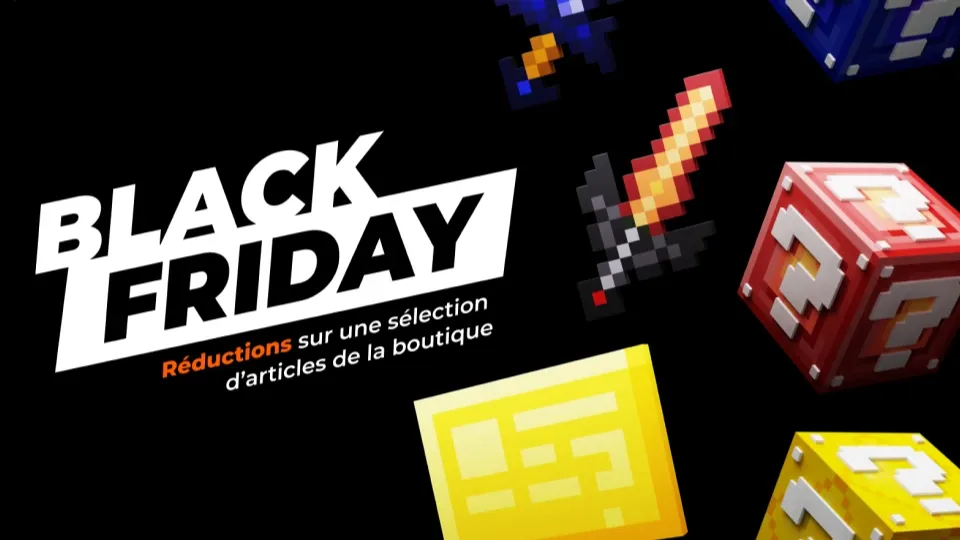 BLACK
FRIDAY
Réductions sur une sélection
d’articles de la boutique
?
?
?
?